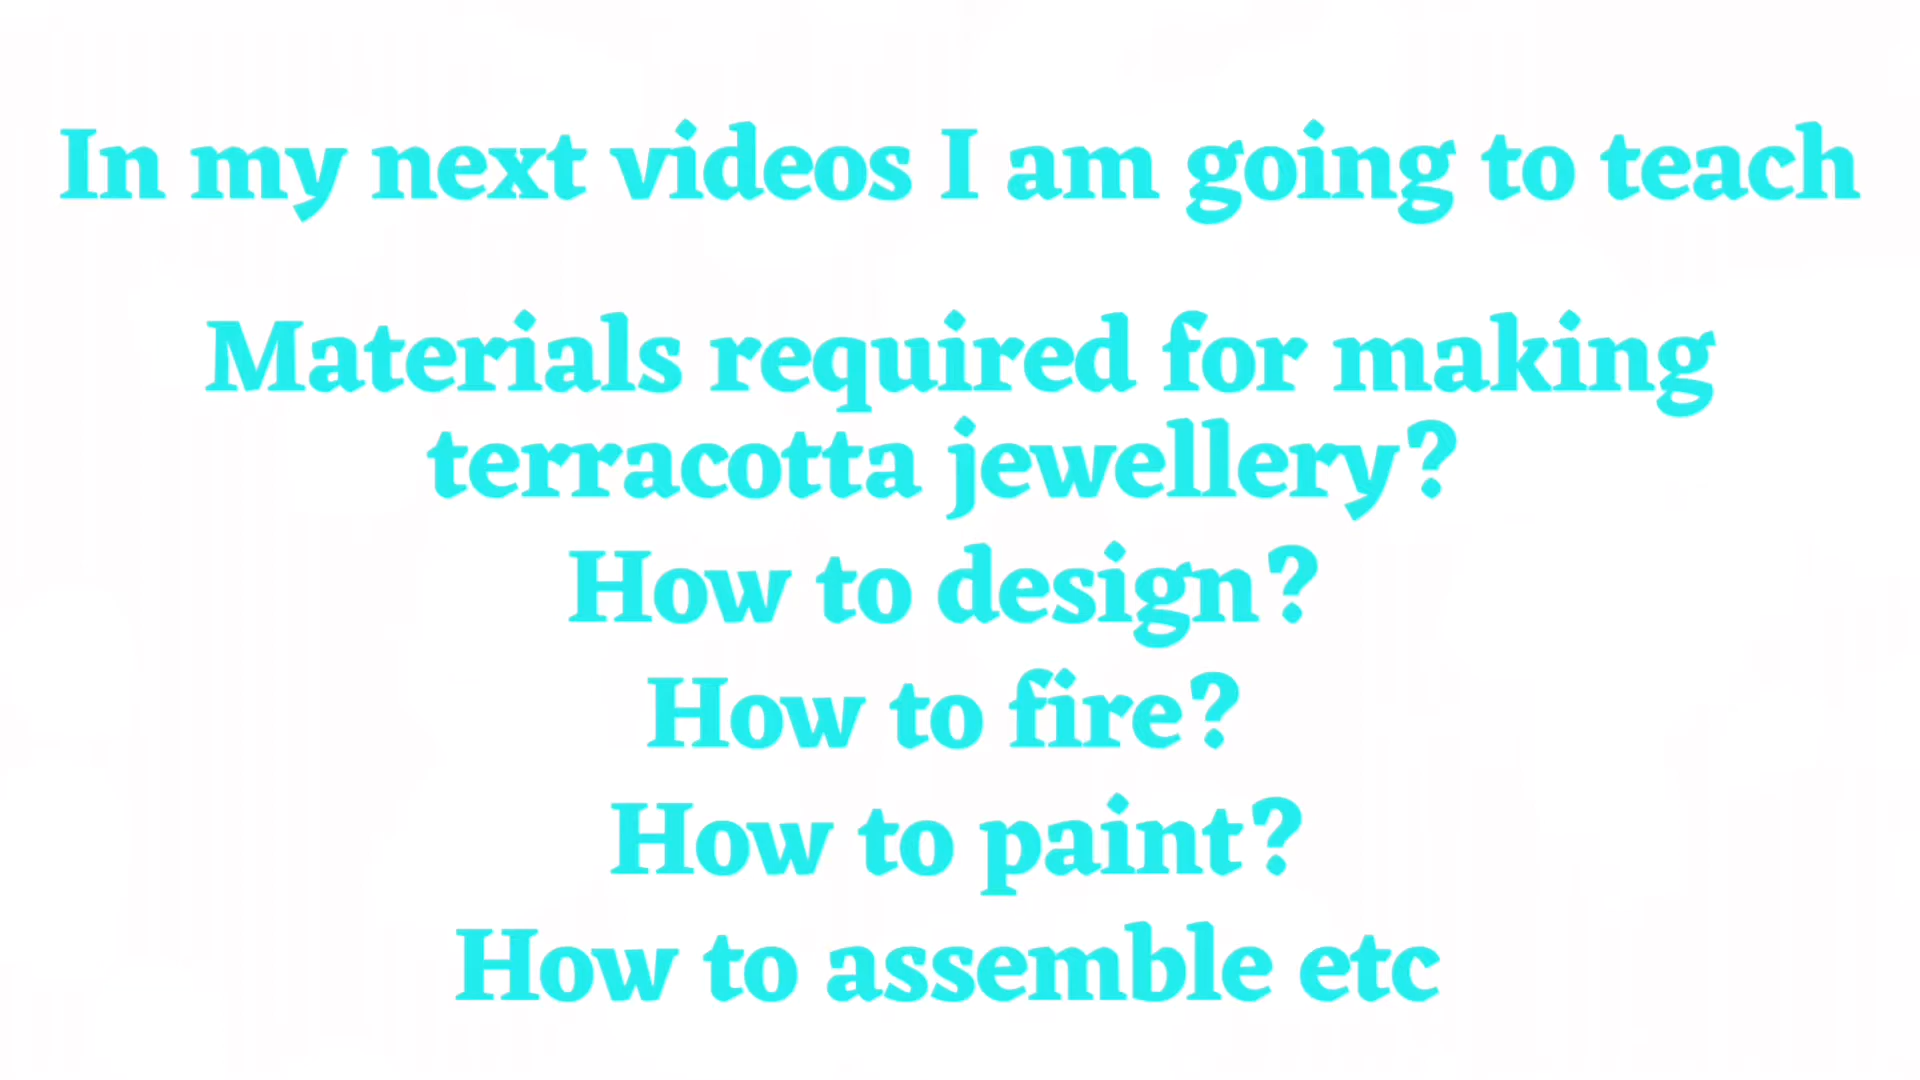 In my next videos I am going to teach
Materials required for making
terracotta jewellery?
How to design?
How to fire?
How to paint?
How to assemble etc